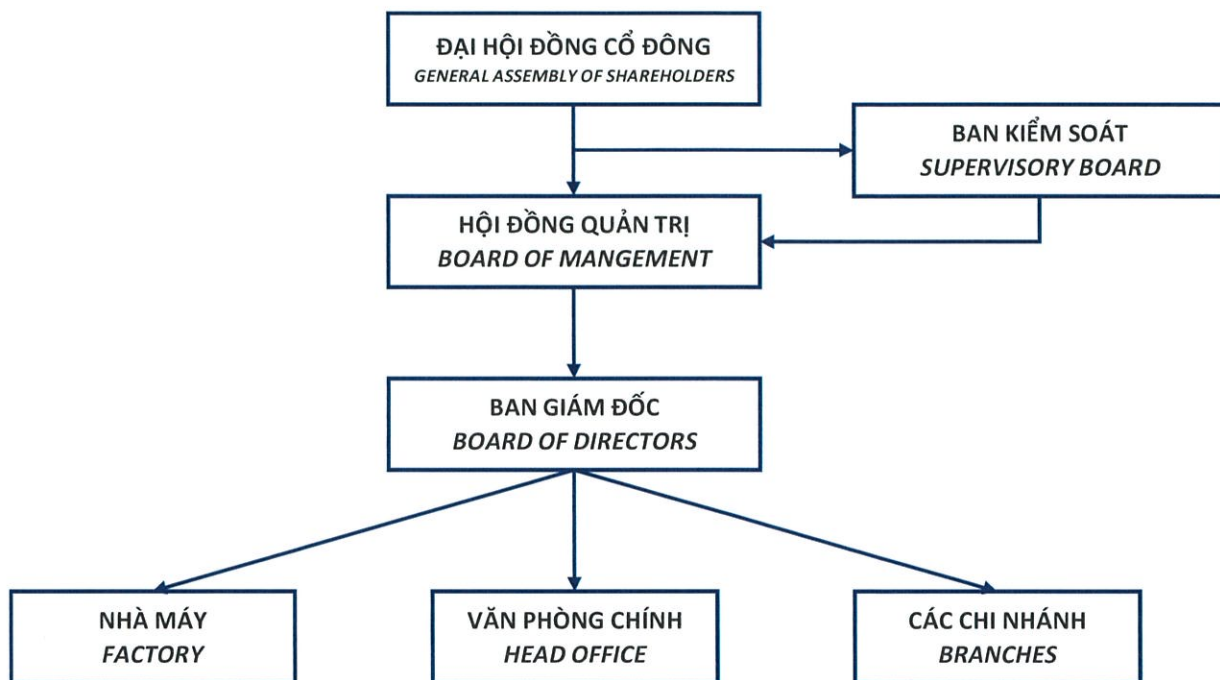 ĐẠI HỘI ĐỒNG CỔ ĐÔNG
GENERAL ASSEMBLY OF SHAREHOLDERS
BAN KIỂM SOÁT
SUPERVISORY BOARD
HỘI ĐỒNG QUẢN TRỊ
BOARD OF MANGEMENT
BAN GIÁM ĐỐC
BOARD OF DIRECTORS
NHÀ MÁY
FACTORY
VĂN PHÒNG CHÍNH
HEAD OFFICE
CÁC CHI NHÁNH
BRANCHES